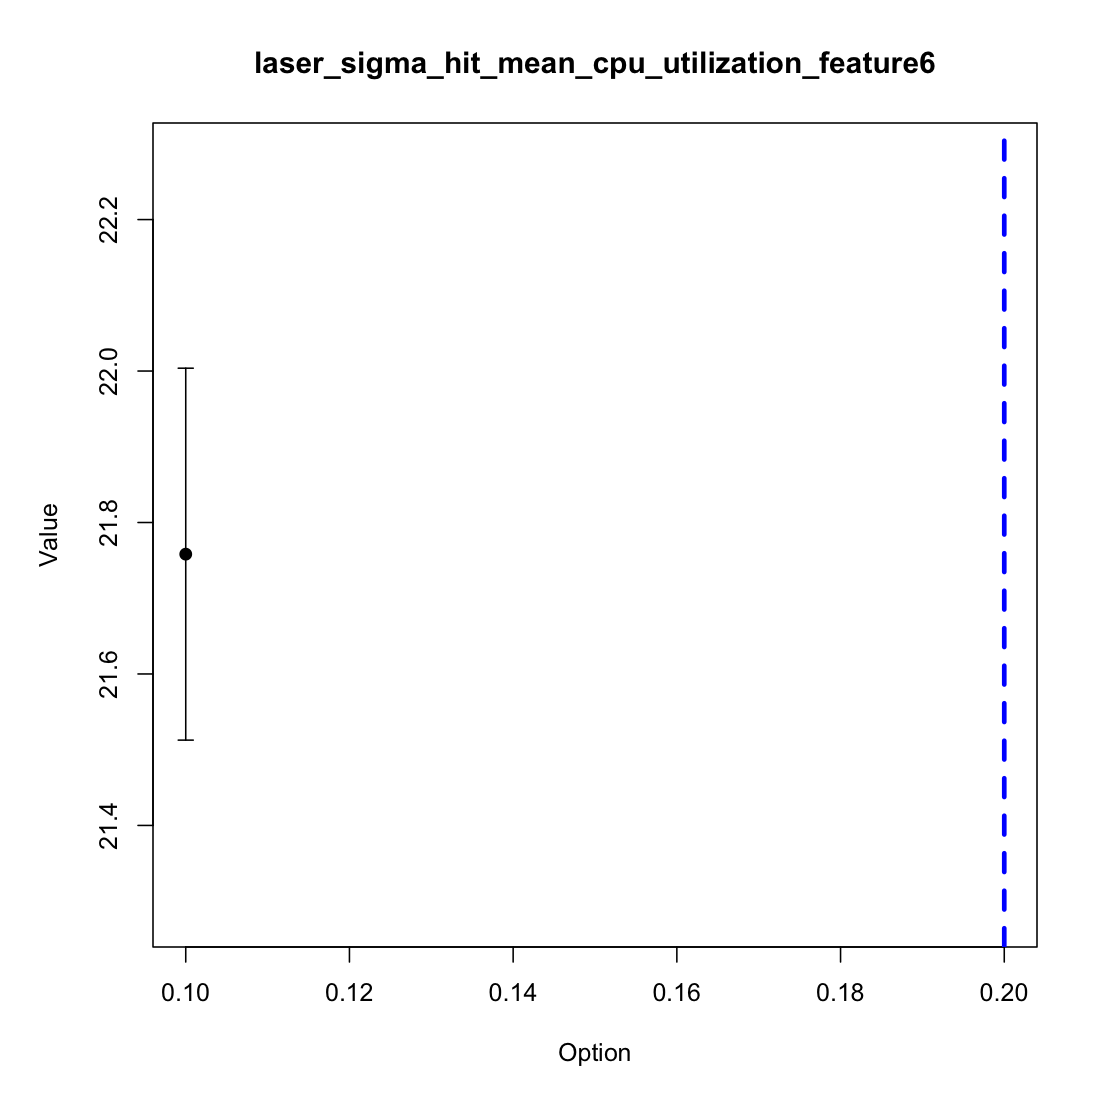 laser_sigma_hit_mean_cpu_utilization_feature6
Value
22.2
22.0
21.8
21.6
21.4
0.10 0.12 0.14 0.16 0.18 0.20
Option